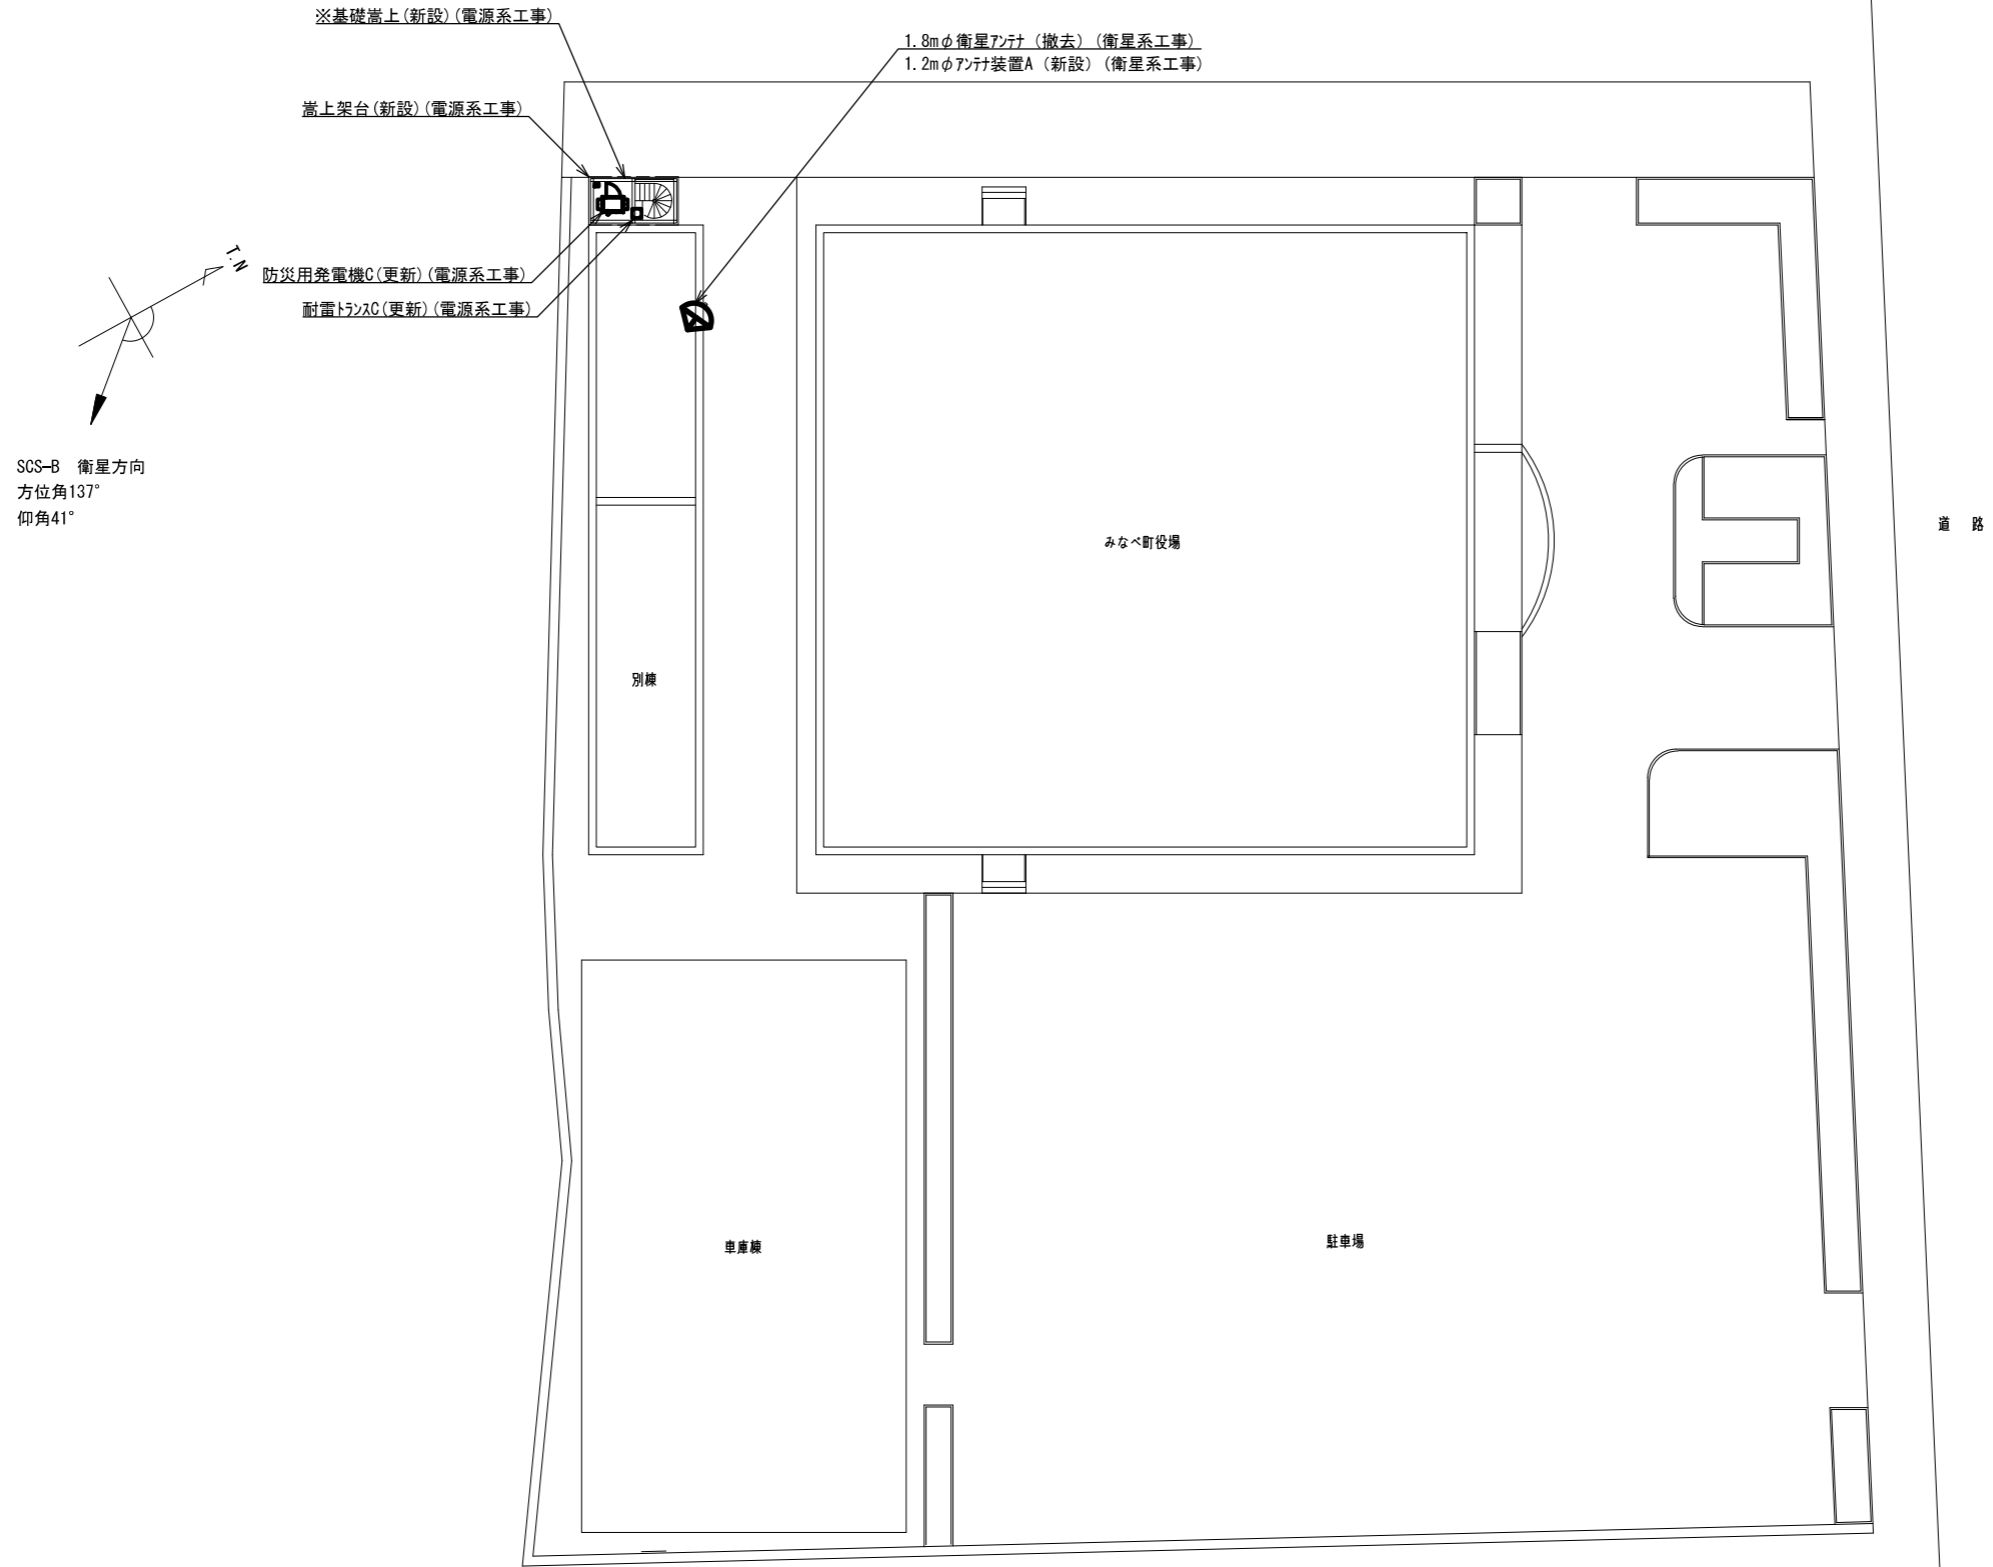 ※基礎嵩上(新設)(電源系工事)
1.8mφ衛星ｱﾝﾃﾅ（撤去）(衛星系工事)
1.2mφｱﾝﾃﾅ装置A（新設）(衛星系工事)
嵩上架台(新設)(電源系工事)
T.N
防災用発電機C(更新)(電源系工事)
耐雷ﾄﾗﾝｽC(更新)(電源系工事)
SCS-B　衛星方向
方位角137°
仰角41°
道　路
みなべ町役場
別棟
車庫棟
駐車場